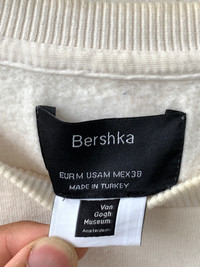 Bershka
EUR M USA M MEX 38
MADE IN TURKEY
Van
Gogh
Museum
Amsterdam